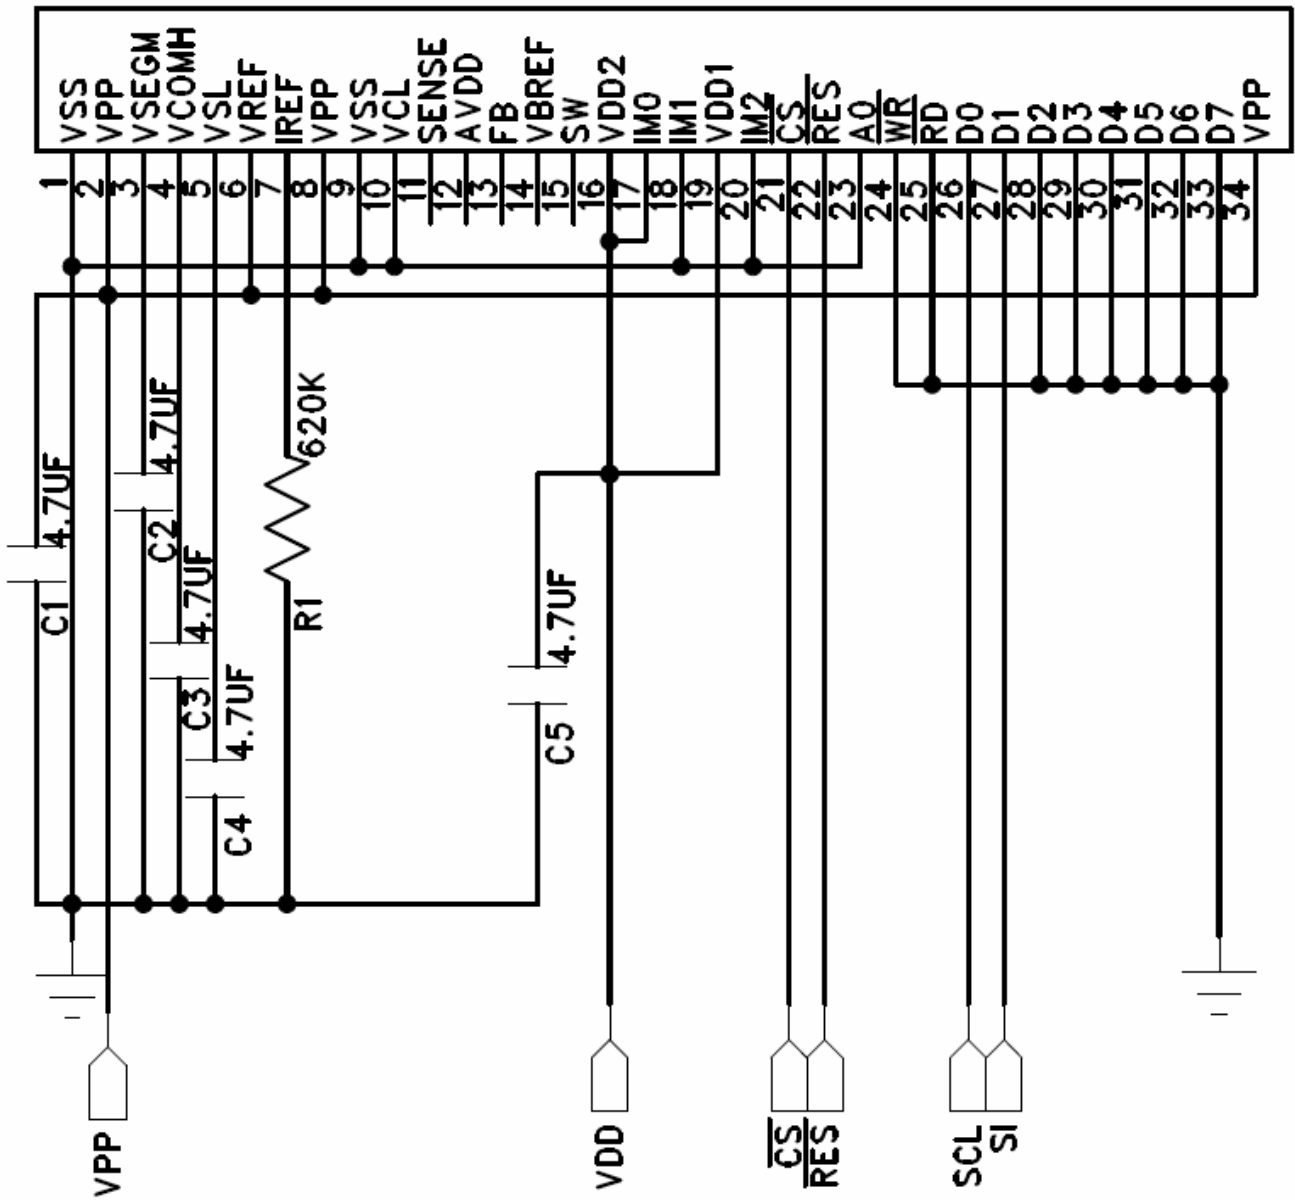 VSS
VPP
VSEGM
VCOMH
VSL
VREF
IREF
VPP
VSS
VCL
SENSE
AVDD
FB
VBREF
SW
VDD2
IM0
IM1
VDD1
IM2
CS
RES
A0
WR
RD
D0
D1
D2
D3
D4
D5
D6
D7
VPP
1
2
3
4
5
6
7
8
9
10
11
12
13
14
15
16
17
18
19
20
21
22
23
24
25
26
27
28
29
30
31
32
33
34
4.7UF
C1
4.7UF
C2
4.7UF
C3
4.7UF
C4
620K
R1
4.7UF
C5
VPP
VDD
CS
RES
SCL
SI